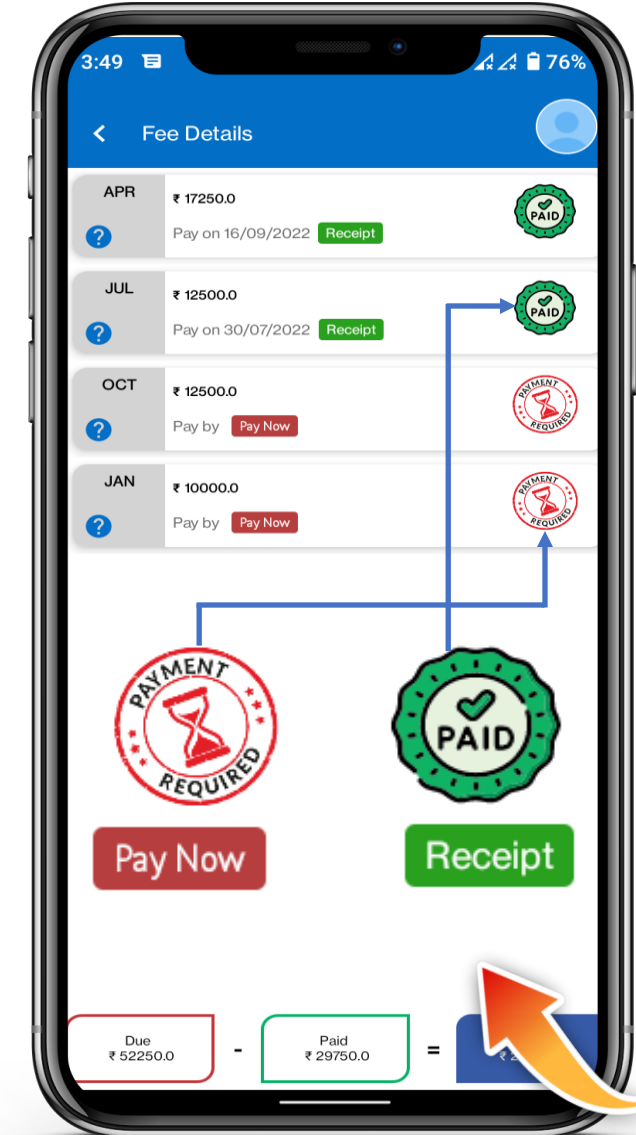 3:49 76%
Fee Details
APR
₹ 17250.0
Pay on 16/09/2022 Receipt
PAID
JUL
₹ 12500.0
Pay on 30/07/2022 Receipt
PAID
OCT
₹ 12500.0
Pay by Pay Now
PAYMENT REQUIRED
JAN
₹ 10000.0
Pay by Pay Now
PAYMENT REQUIRED
PAYMENT REQUIRED
PAID
Pay Now
Receipt
Due
₹ 52250.0
-
Paid
₹ 29750.0
=
₹ 2